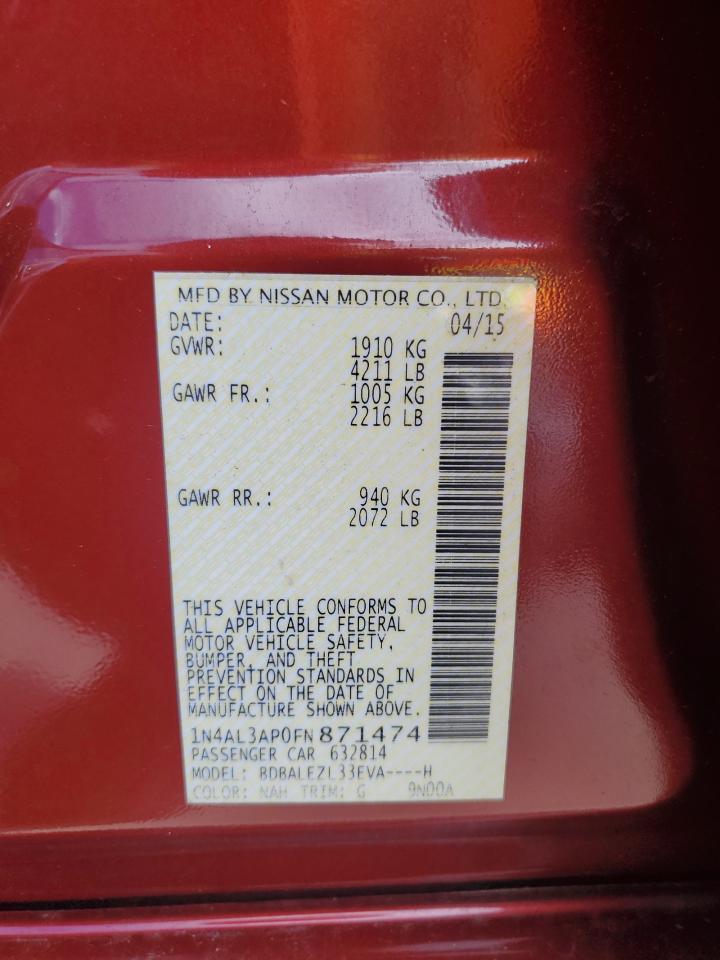 MFD BY NISSAN MOTOR CO., LTD.
DATE: 04/15
GVWR: 1910 KG
4211 LB
GAWR FR.: 1005 KG
2216 LB
GAWR RR.: 940 KG
2072 LB
THIS VEHICLE CONFORMS TO
ALL APPLICABLE FEDERAL
MOTOR VEHICLE SAFETY,
BUMPER, AND THEFT
PREVENTION STANDARDS IN
EFFECT ON THE DATE OF
MANUFACTURE SHOWN ABOVE.
1N4AL3AP0FN871474
PASSENGER CAR 632814
MODEL: BDBALEZL33EVA----H
COLOR: NAH TRIM: G 9N00A